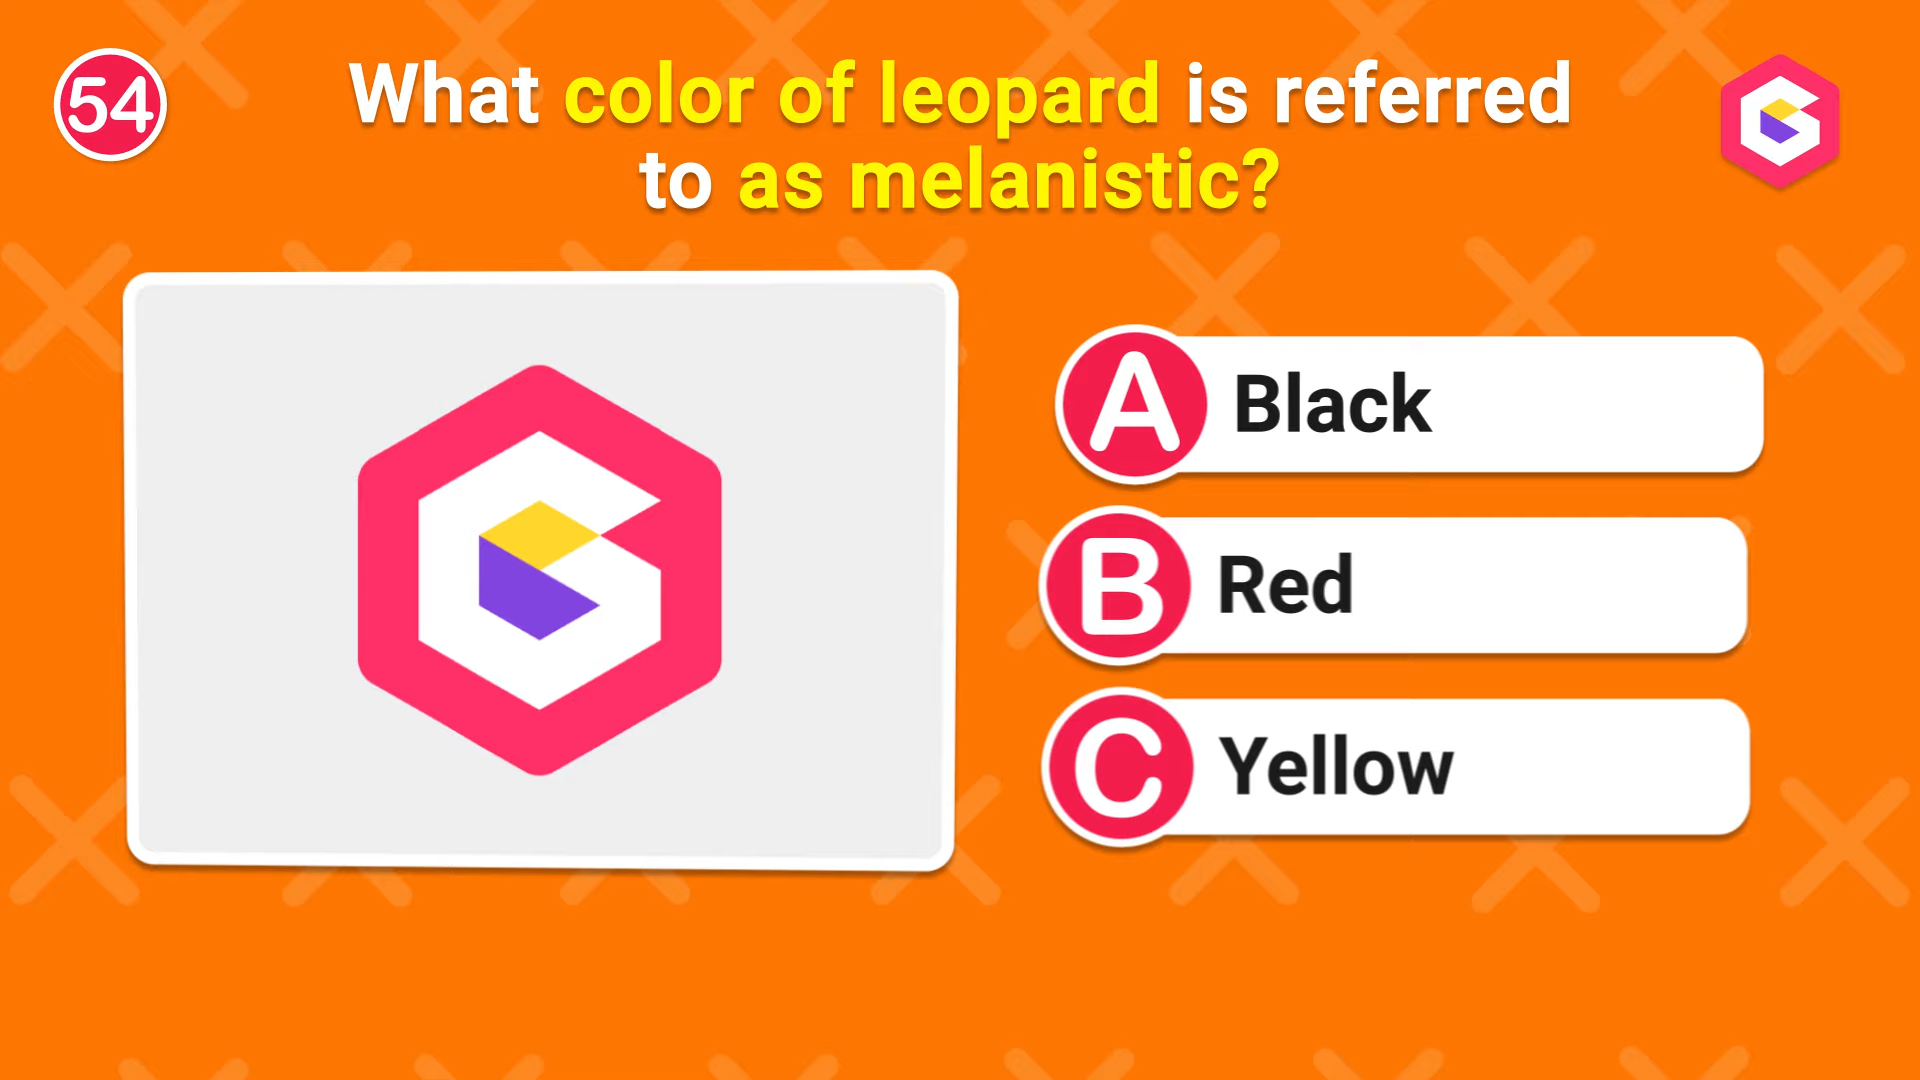 54
What color of leopard is referred
to as melanistic?
A Black
B Red
C Yellow